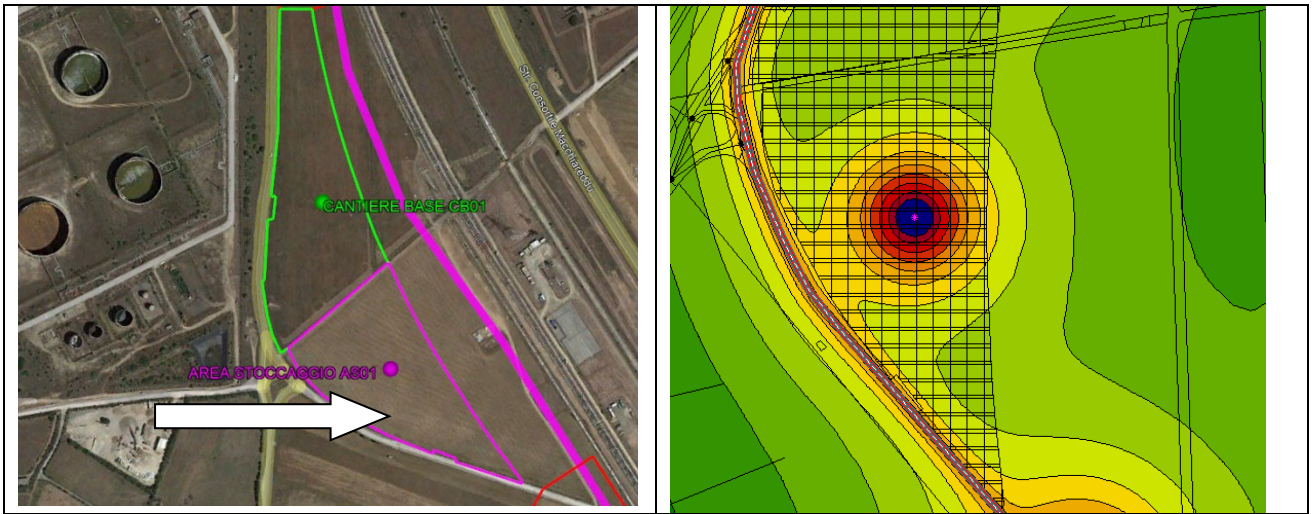 Str. Consortile Macchiareddu
CANTIERE BASE CB01
AREA STOCCAGGIO AS01